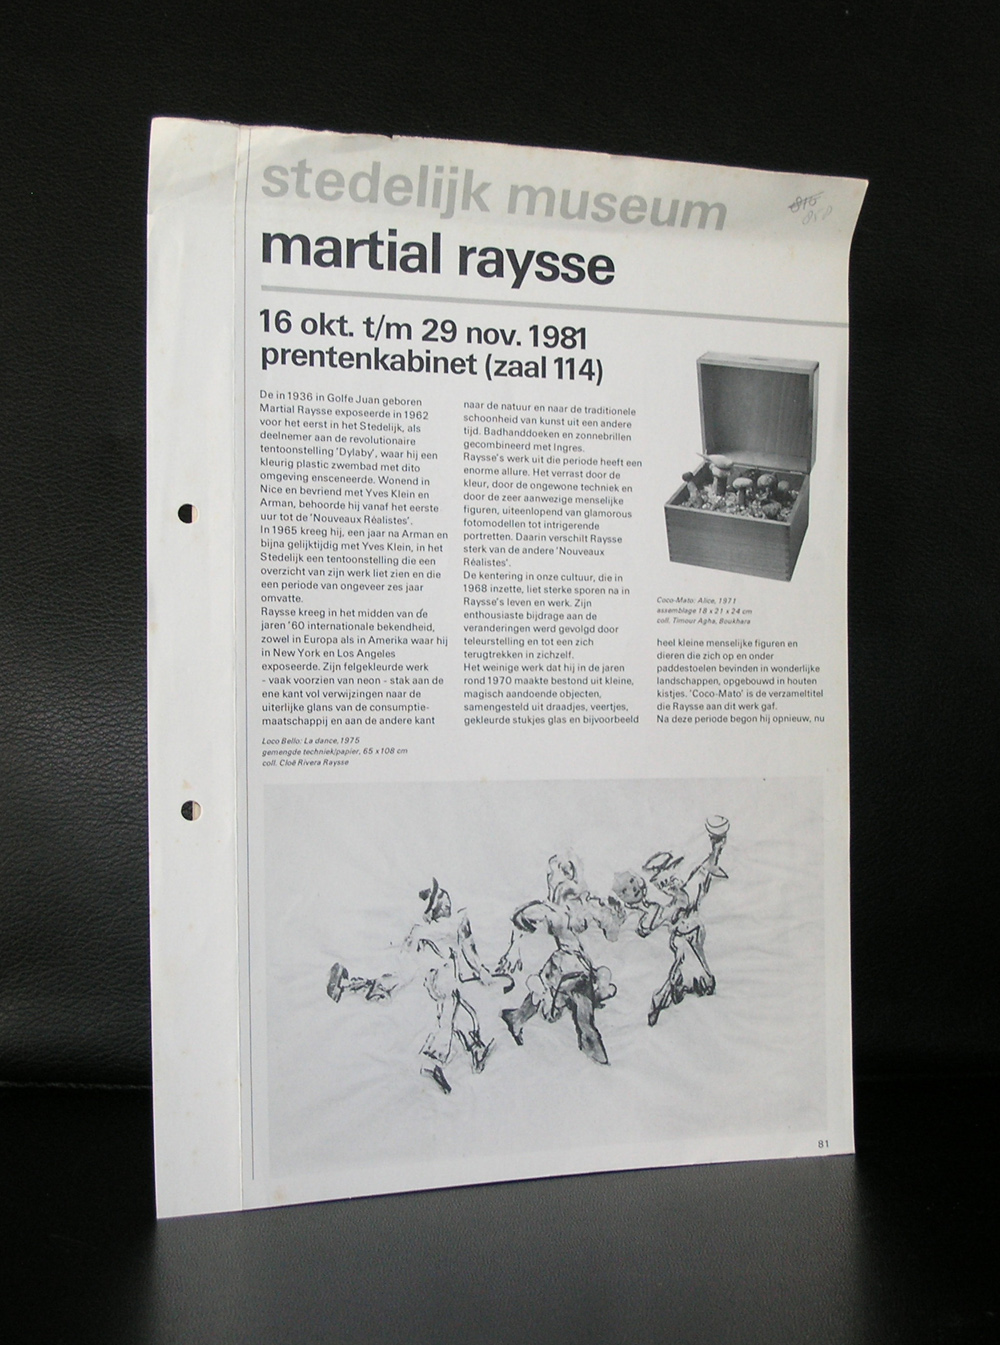 stedelijk museum
martial raysse
16 okt. t/m 29 nov. 1981
prentenkabinet (zaal 114)
De in 1936 in Golfe Juan geboren
Martial Raysse exposeerde in 1962
voor het eerst in het Stedelijk, als
deelnemer aan de revolutionaire
tentoonstelling 'Dylaby', waar hij een
kleurig plastic zwembad met dito
omgeving ensceneerde. Wonend in
Nice en bevriend met Yves Klein en
Arman, behoorde hij vanaf het eerste
uur tot de 'Nouveaux Réalistes'.
In 1965 kreeg hij, een jaar na Arman en
bijna gelijktijdig met Yves Klein, in het
Stedelijk een tentoonstelling die een
overzicht van zijn werk liet zien en die
een periode van ongeveer zes jaar
omvatte.
Raysse kreeg in het midden van de
jaren '60 internationale bekendheid,
zowel in Europa als in Amerika waar hij
in New York en Los Angeles
exposeerde. Zijn felgekleurde werk
- vaak voorzien van neon - stak aan de
ene kant vol verwijzingen naar de
uiterlijke glans van de consumptie-
maatschappij en aan de andere kant
naar de natuur en naar de traditionele
schoonheid van kunst uit een andere
tijd. Badhanddoeken en zonnebrillen
gecombineerd met Ingres.
Raysse's werk uit die periode heeft een
enorme allure. Het verrast door de
kleur, door de ongewone techniek en
door de zeer aanwezige menselijke
figuren, uiteenlopend van glamorous
fotomodellen tot intrigerende
portretten. Daarin verschilt Raysse
sterk van de andere 'Nouveaux
Réalistes'.
De kentering in onze cultuur, die in
1968 inzette, liet sterke sporen na in
Raysse's leven en werk. Zijn
enthousiaste bijdrage aan de
veranderingen werd gevolgd door
teleurstelling en tot een zich
terugtrekken in zichzelf.
Het weinige werk dat hij in de jaren
rond 1970 maakte bestond uit kleine,
magisch aandoende objecten,
samengesteld uit draadjes, veertjes,
gekleurde stukjes glas en bijvoorbeeld
Coco-Mato: Alice, 1971
assemblage 18 x 21 x 24 cm
coll. Timour Agha, Boukhara
heel kleine menselijke figuren en
dieren die zich op en onder
paddestoelen bevinden in wonderlijke
landschappen, opgebouwd in houten
kistjes. 'Coco-Mato' is de verzameltitel
die Raysse aan dit werk gaf.
Na deze periode begon hij opnieuw, nu
Loco Bello: La dance, 1975
gemengde techniek/papier, 65 x 108 cm
coll. Cloë Rivera Raysse
81